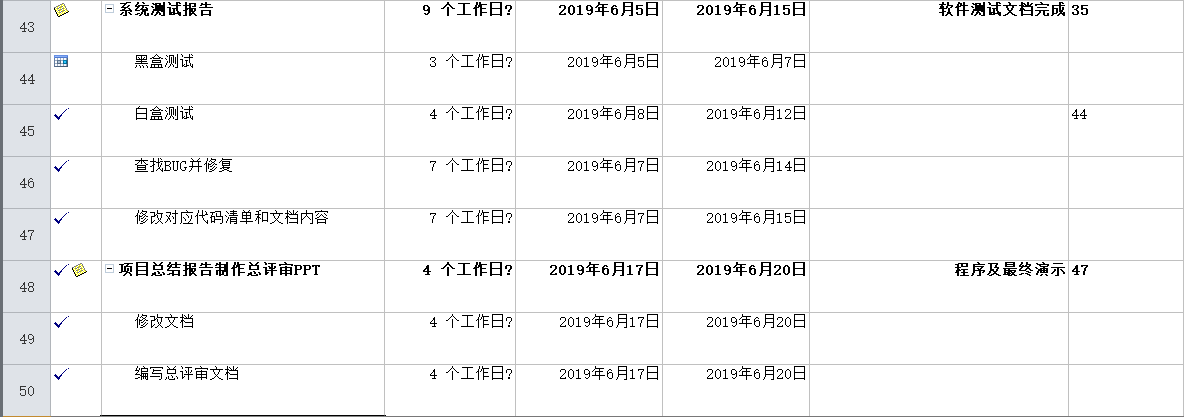 43 系统测试报告 9 个工作日? 2019年6月5日 2019年6月15日 软件测试文档完成 35
44 黑盒测试 3 个工作日? 2019年6月5日 2019年6月7日
45 白盒测试 4 个工作日? 2019年6月8日 2019年6月12日 44
46 查找BUG并修复 7 个工作日? 2019年6月7日 2019年6月14日
47 修改对应代码清单和文档内容 7 个工作日? 2019年6月7日 2019年6月15日
48 项目总结报告制作总评审PPT 4 个工作日? 2019年6月17日 2019年6月20日 程序及最终演示 47
49 修改文档 4 个工作日? 2019年6月17日 2019年6月20日
50 编写总评审文档 4 个工作日? 2019年6月17日 2019年6月20日